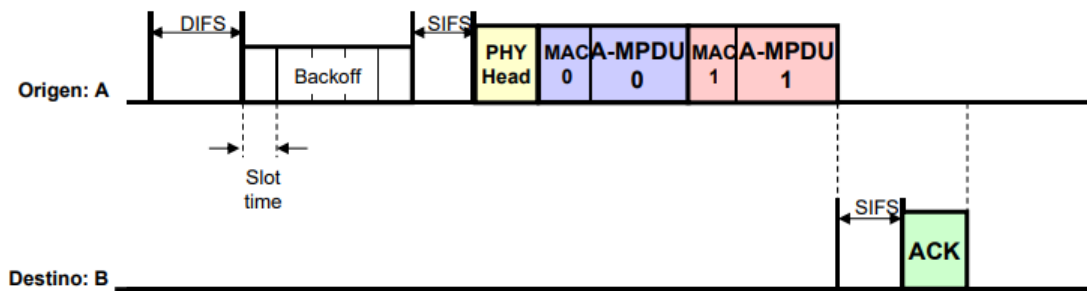 DIFS
SIFS
PHY
Head
MAC
0
A-MPDU
0
MAC
1
A-MPDU
1
Backoff
Origen: A
Slot
time
SIFS
ACK
Destino: B